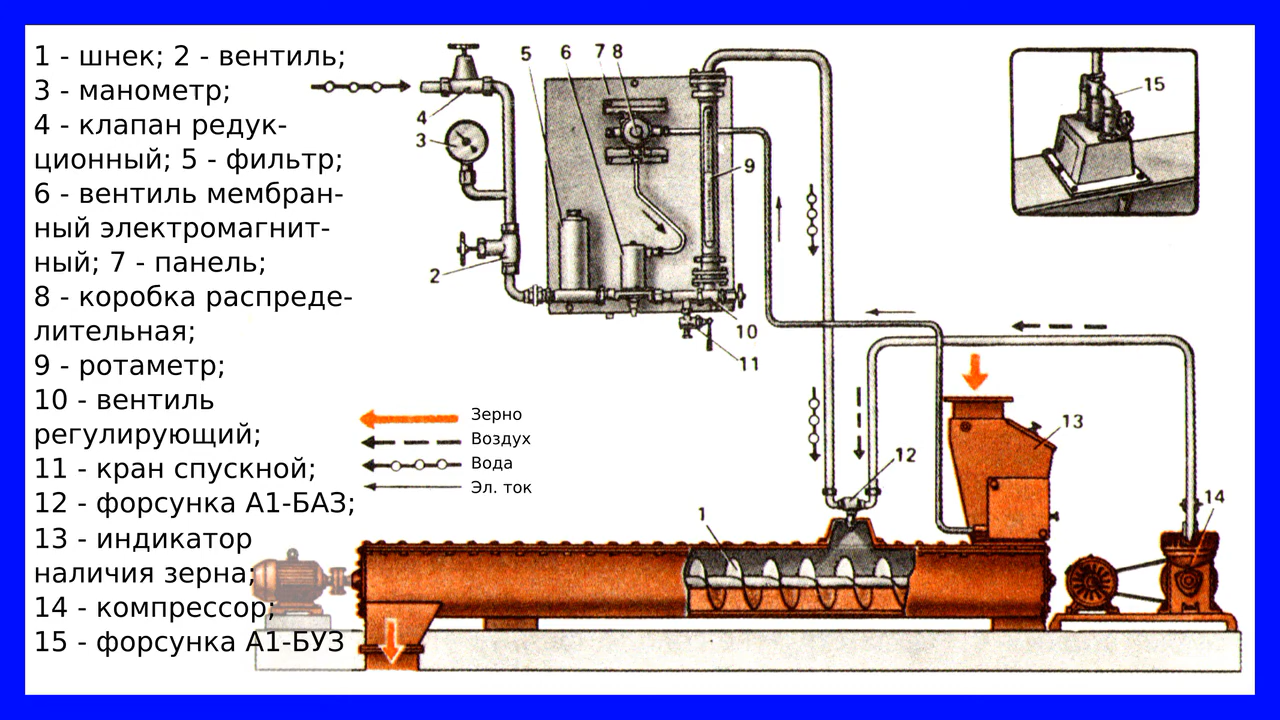 1 - шнек; 2 - вентиль;
3 - манометр;
4 - клапан редук-
ционный; 5 - фильтр;
6 - вентиль мембран-
ный электромагнит-
ный; 7 - панель;
8 - коробка распреде-
лительная;
9 - ротаметр;
10 - вентиль
регулирующий;
11 - кран спускной;
12 - форсунка А1-БАЗ;
13 - индикатор
наличия зерна;
14 - компрессор;
15 - форсунка А1-БУЗ
Зерно
Воздух
Вода
Эл. ток
5
6
7 8
4
3
2
9
10
11
15
12
13
14
1